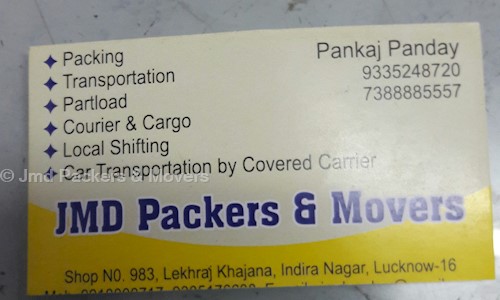 Packing
Transportation
Partload
Courier & Cargo
Local Shifting
Car Transportation by Covered Carrier
Pankaj Panday
9335248720
7388885557
© Jmd Packers & Movers
JMD Packers & Movers
Shop N0. 983, Lekhraj Khajana, Indira Nagar, Lucknow-16